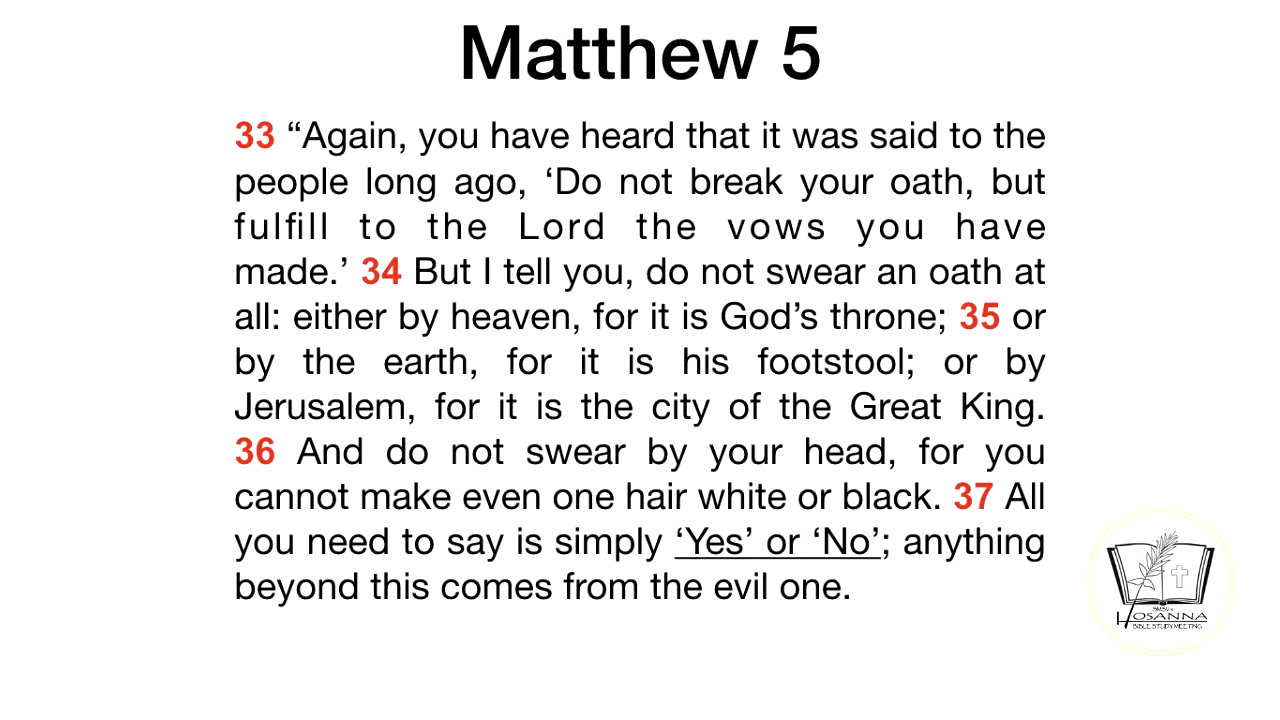 Matthew 5
33 “Again, you have heard that it was said to the
people long ago, ‘Do not break your oath, but
fulfill to the Lord the vows you have
made.’ 34 But I tell you, do not swear an oath at
all: either by heaven, for it is God’s throne; 35 or
by the earth, for it is his footstool; or by
Jerusalem, for it is the city of the Great King.
36 And do not swear by your head, for you
cannot make even one hair white or black. 37 All
you need to say is simply ‘Yes’ or ‘No’; anything
beyond this comes from the evil one.
HOSANNA
BIBLE STUDY MEETING